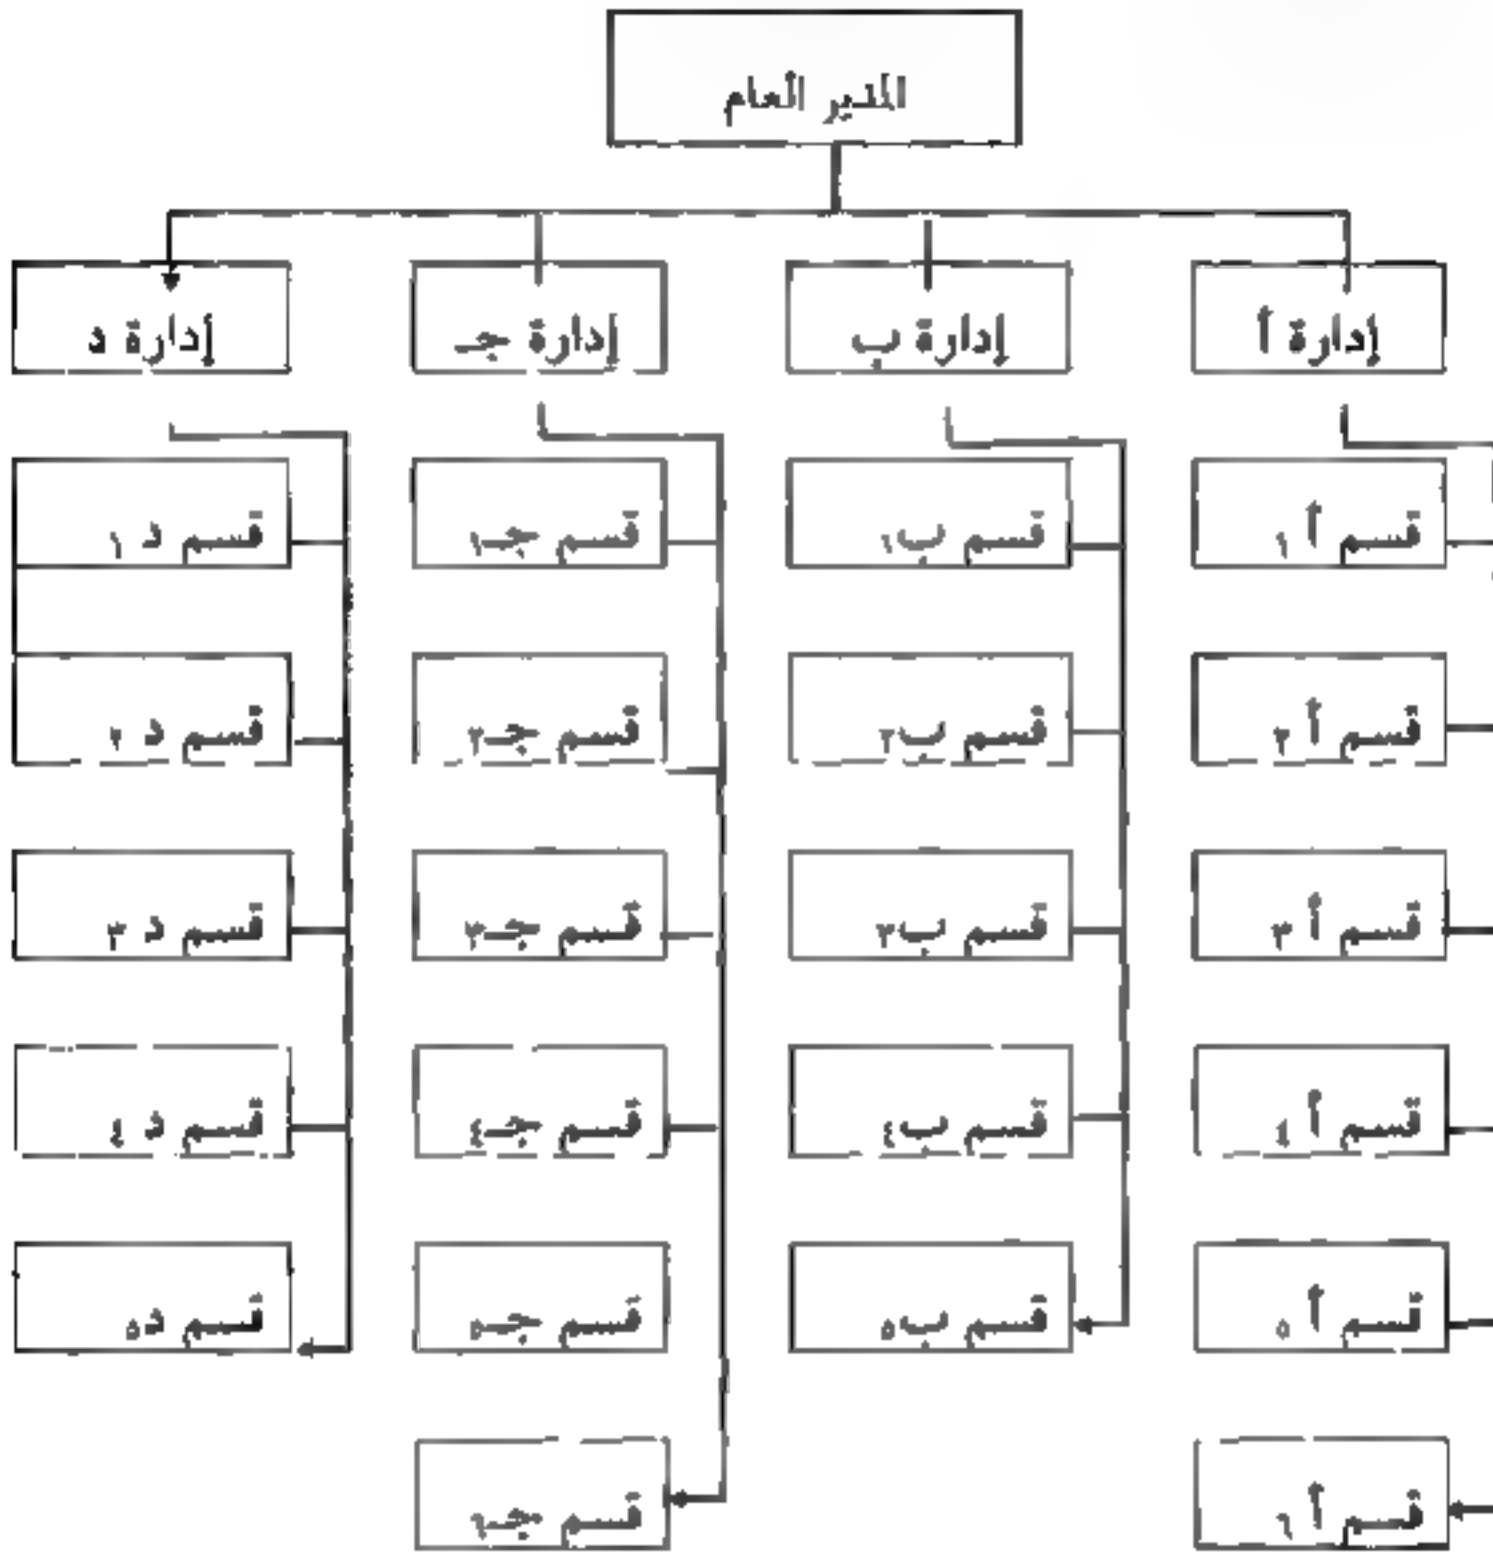 المدير العام
إدارة أ
إدارة ب
إدارة جـ
إدارة د
قسم أ ١
قسم ب١
قسم جـ١
قسم د ١
قسم أ ٢
قسم ب٢
قسم جـ٢
قسم د ٢
قسم أ ٣
قسم ب٣
قسم جـ٣
قسم د ٣
قسم أ ٤
قسم ب٤
قسم جـ٤
قسم د ٤
قسم أ ٥
قسم ب٥
قسم جـ٥
قسم د٥
قسم أ ٦
قسم جـ٦